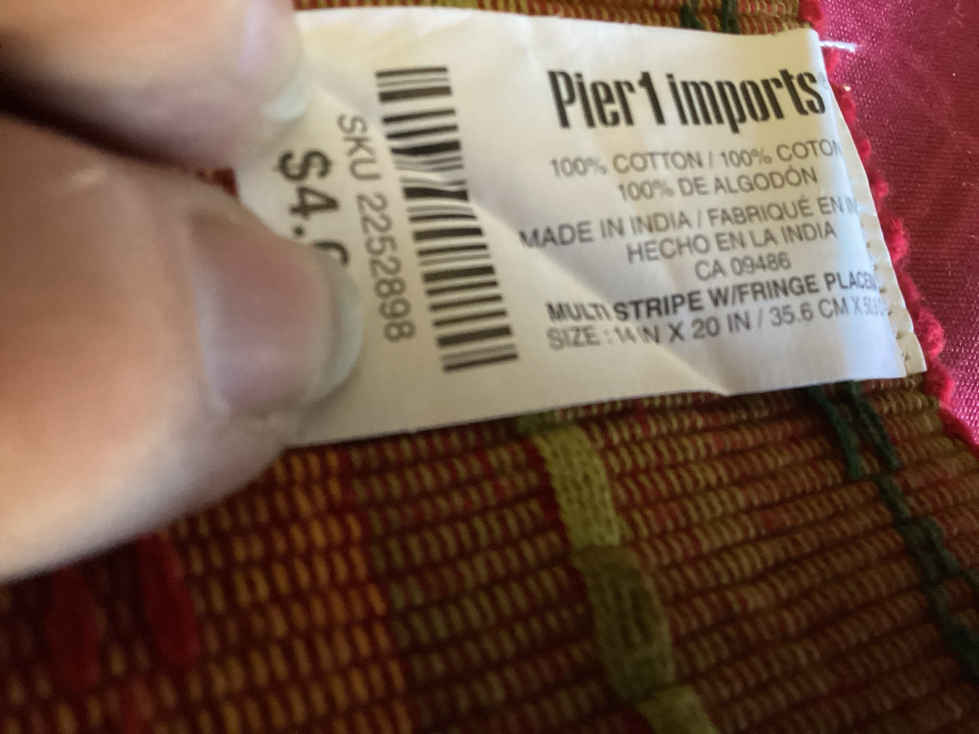 Pier 1 imports
100% COTTON / 100% COTON
100% DE ALGODÓN
MADE IN INDIA / FABRIQUÉ EN
HECHO EN LA INDIA
CA 09486
MULTI STRIPE W/FRINGE
SIZE : 14 IN X 20 IN / 35.6 CM X
SKU 2252898
$4.